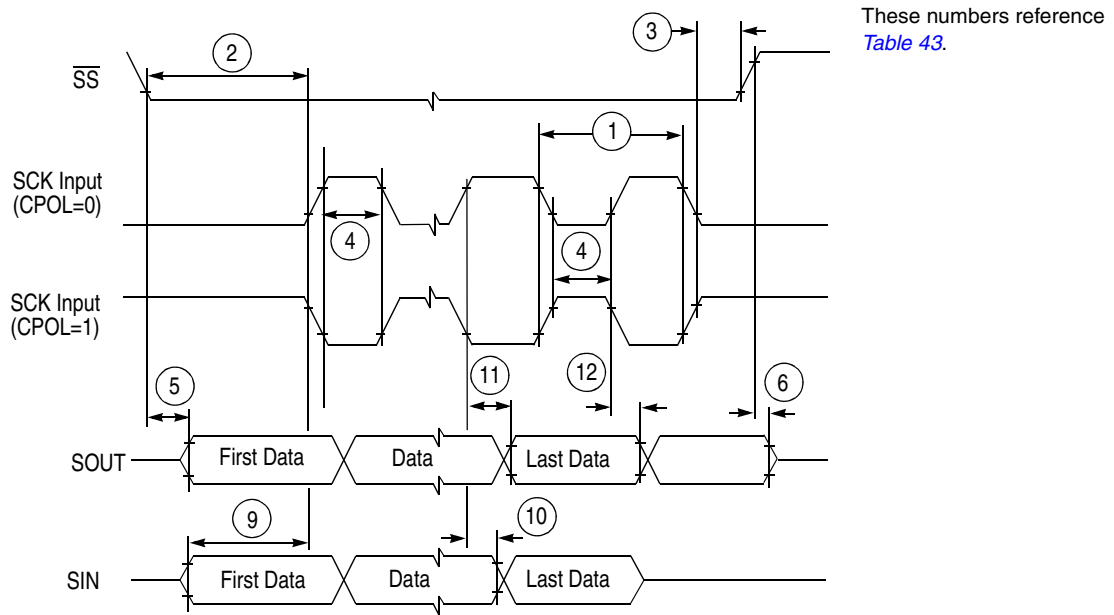 These numbers reference
Table 43.
3
2
SS
1
SCK Input
(CPOL=0)
4
4
SCK Input
(CPOL=1)
5
11
12
6
SOUT
First Data
Data
Last Data
9
10
SIN
First Data
Data
Last Data